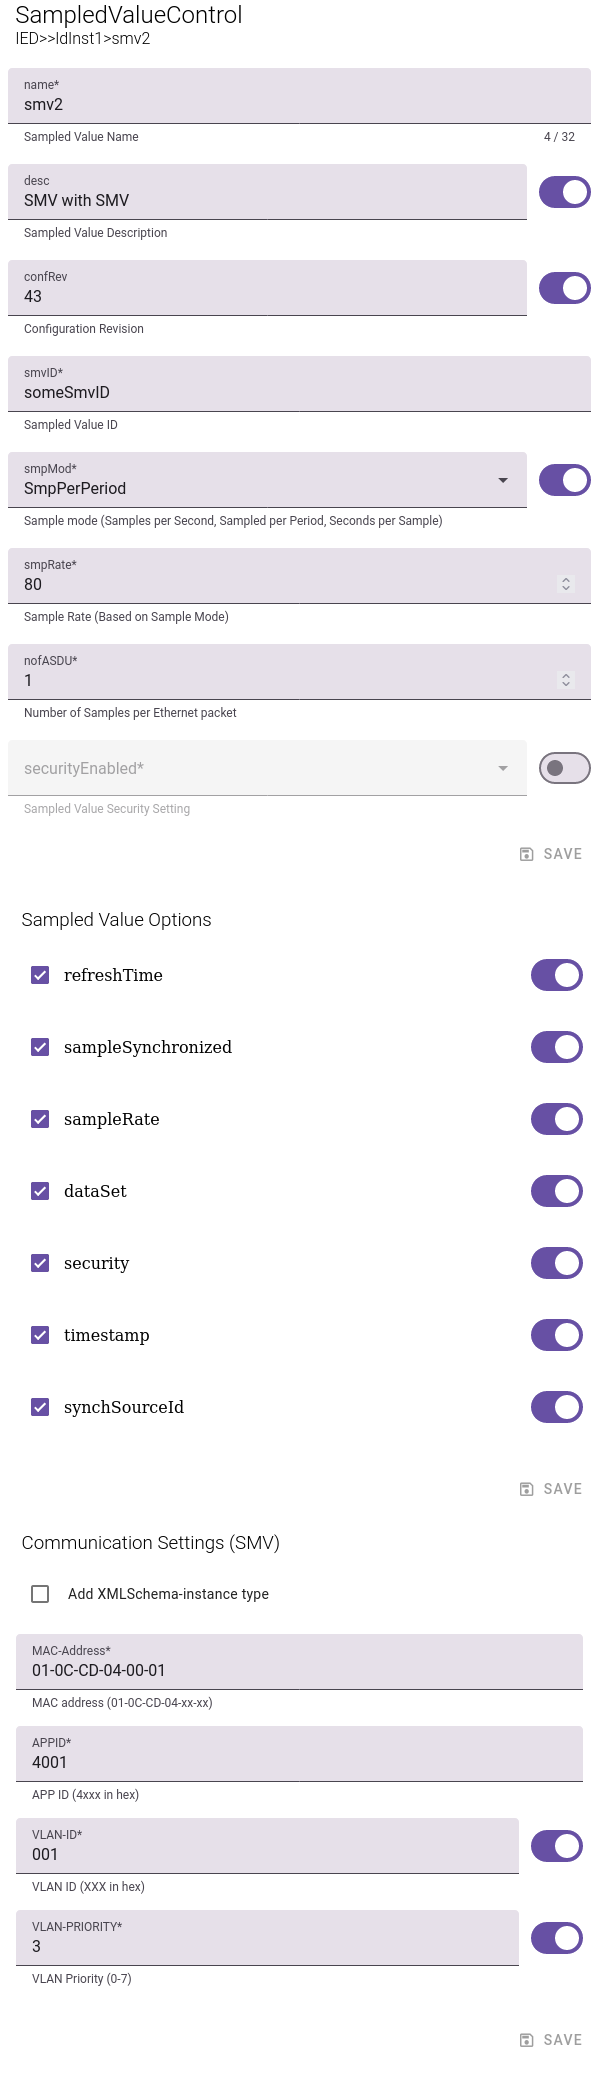 SampledValueControl
IED>>ldInst1>smv2
name*
smv2
Sampled Value Name 4 / 32
desc
SMV with SMV
Sampled Value Description
confRev
43
Configuration Revision
smvID*
someSmvID
Sampled Value ID
smpMod*
SmpPerPeriod
Sample mode (Samples per Second, Sampled per Period, Seconds per Sample)
smpRate*
80
Sample Rate (Based on Sample Mode)
nofASDU*
1
Number of Samples per Ethernet packet
securityEnabled*
Sampled Value Security Setting
SAVE
Sampled Value Options
refreshTime
sampleSynchronized
sampleRate
dataSet
security
timestamp
synchSourceId
SAVE
Communication Settings (SMV)
Add XMLSchema-instance type
MAC-Address*
01-0C-CD-04-00-01
MAC address (01-0C-CD-04-xx-xx)
APPID*
4001
APP ID (4xxx in hex)
VLAN-ID*
001
VLAN ID (XXX in hex)
VLAN-PRIORITY*
3
VLAN Priority (0-7)
SAVE